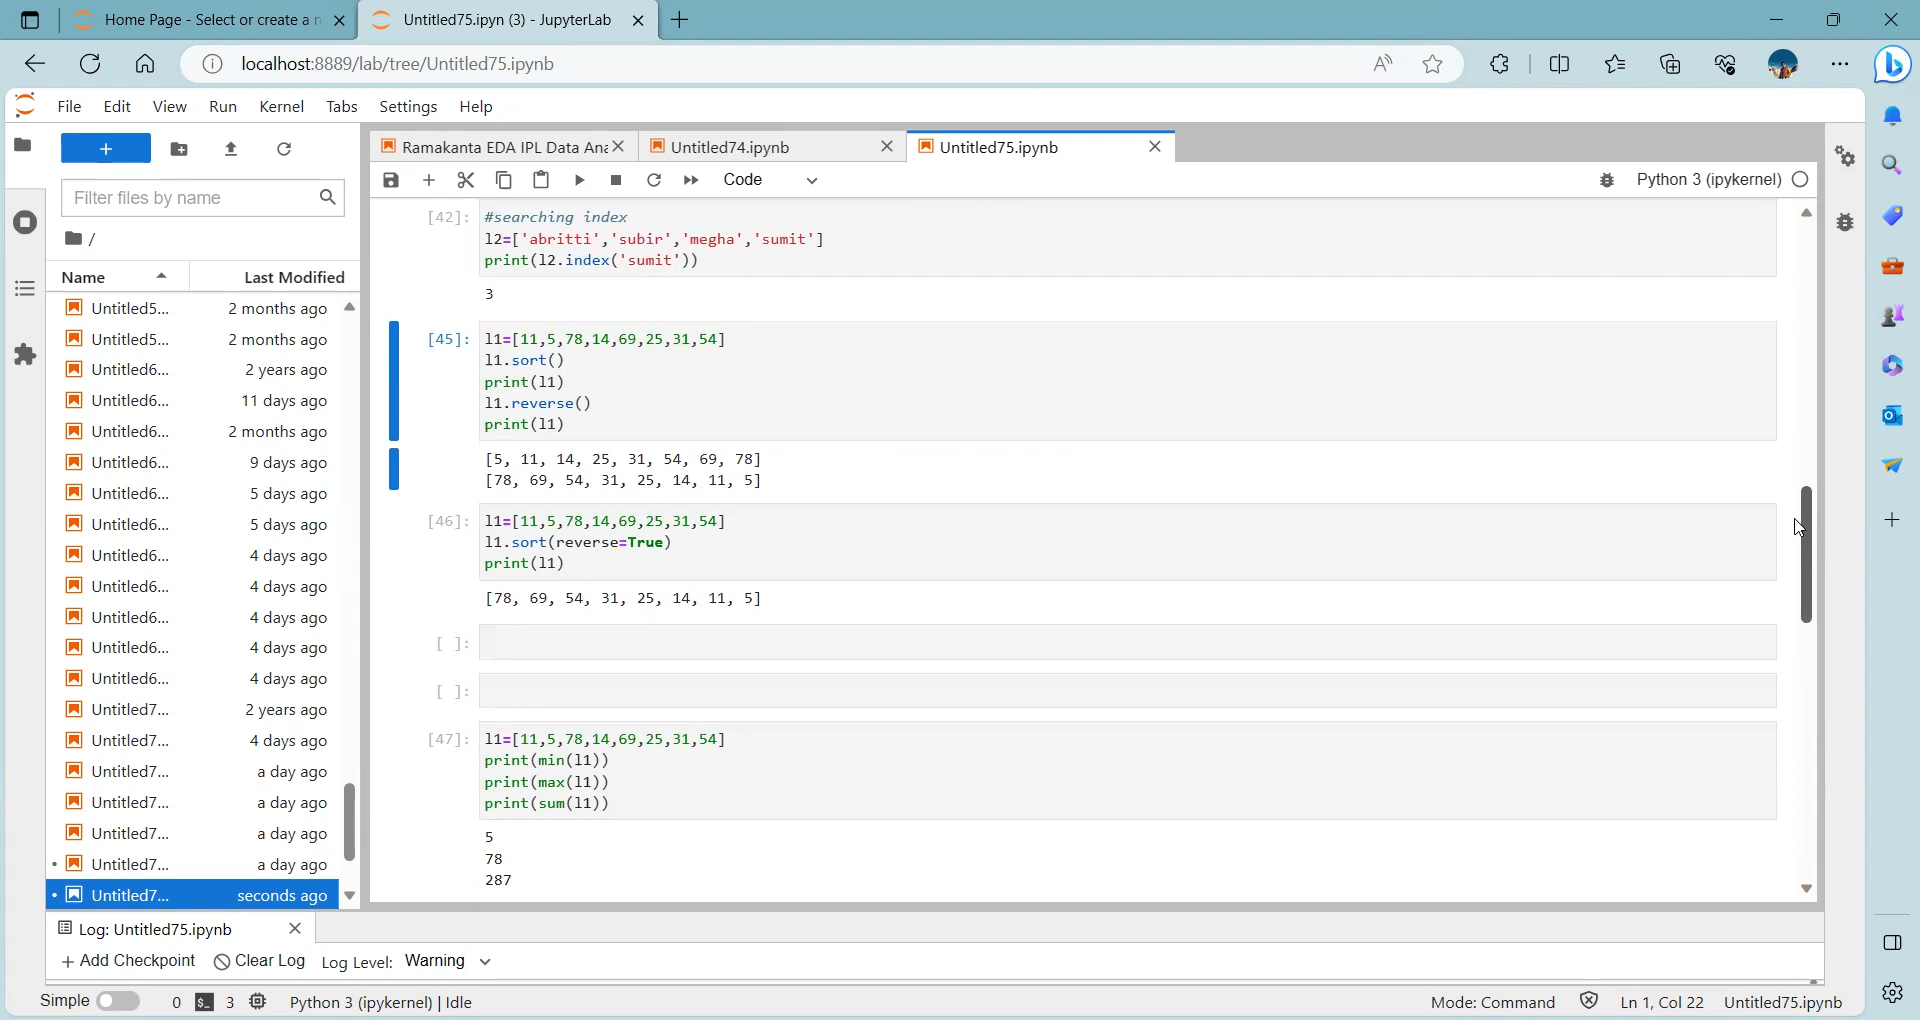 Home Page - Select or create a n
Untitled75.ipyn (3) - JupyterLab
localhost:8889/lab/tree/Untitled75.ipynb
File Edit View Run Kernel Tabs Settings Help
Ramakanta EDA IPL Data Ana
Untitled74.ipynb
Untitled75.ipynb
Code
Python 3 (ipykernel)
Filter files by name
/
Name Last Modified
Untitled5... 2 months ago
Untitled5... 2 months ago
Untitled6... 2 years ago
Untitled6... 11 days ago
Untitled6... 2 months ago
Untitled6... 9 days ago
Untitled6... 5 days ago
Untitled6... 5 days ago
Untitled6... 4 days ago
Untitled6... 4 days ago
Untitled6... 4 days ago
Untitled6... 4 days ago
Untitled6... 4 days ago
Untitled7... 2 years ago
Untitled7... 4 days ago
Untitled7... a day ago
Untitled7... a day ago
Untitled7... a day ago
Untitled7... a day ago
Untitled7... seconds ago
[42]: #searching index
l2=['abritti','subir','megha','sumit']
print(l2.index('sumit'))
3
[45]: l1=[11,5,78,14,69,25,31,54]
l1.sort()
print(l1)
l1.reverse()
print(l1)
[5, 11, 14, 25, 31, 54, 69, 78]
[78, 69, 54, 31, 25, 14, 11, 5]
[46]: l1=[11,5,78,14,69,25,31,54]
l1.sort(reverse=True)
print(l1)
[78, 69, 54, 31, 25, 14, 11, 5]
[ ]:
[ ]:
[47]: l1=[11,5,78,14,69,25,31,54]
print(min(l1))
print(max(l1))
print(sum(l1))
5
78
287
Log: Untitled75.ipynb
+ Add Checkpoint Clear Log Log Level: Warning
Simple 0 3 Python 3 (ipykernel) | Idle
Mode: Command Ln 1, Col 22 Untitled75.ipynb